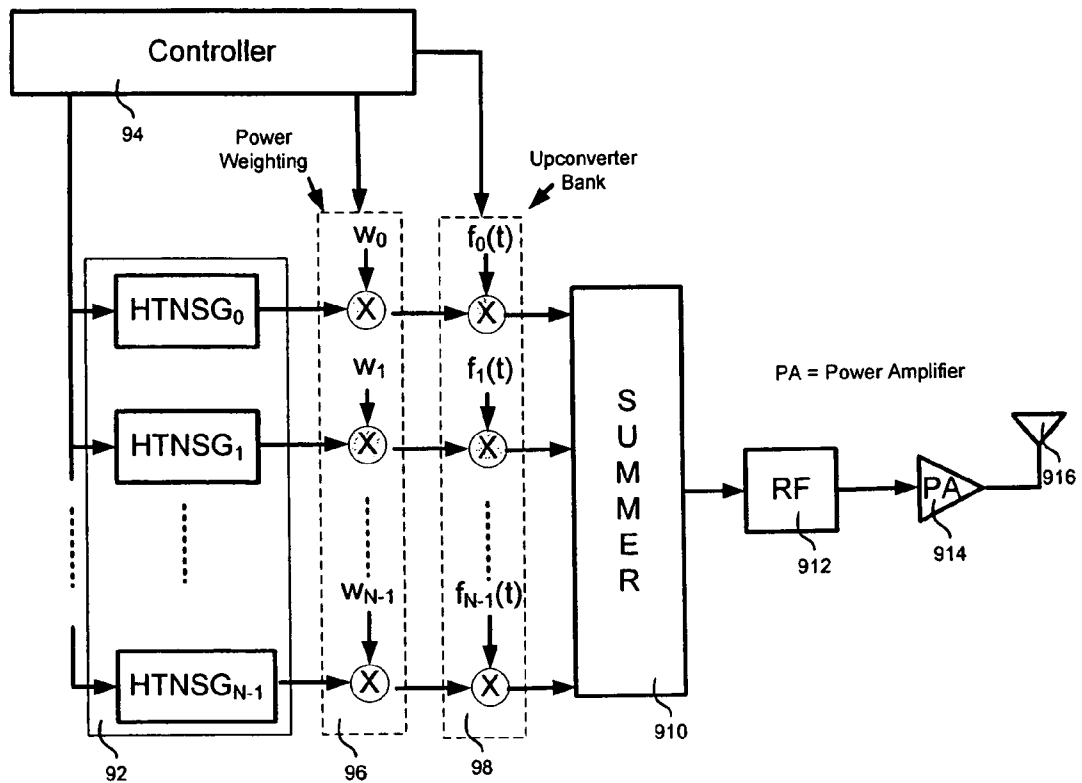 Controller
94
Power
Weighting
Upconverter
Bank
w0
f0(t)
HTNSG0
X
X
w1
f1(t)
HTNSG1
X
X
PA = Power Amplifier
SUMMER
RF
912
PA
914
916
wN-1
fN-1(t)
HTNSGN-1
X
X
92
96
98
910